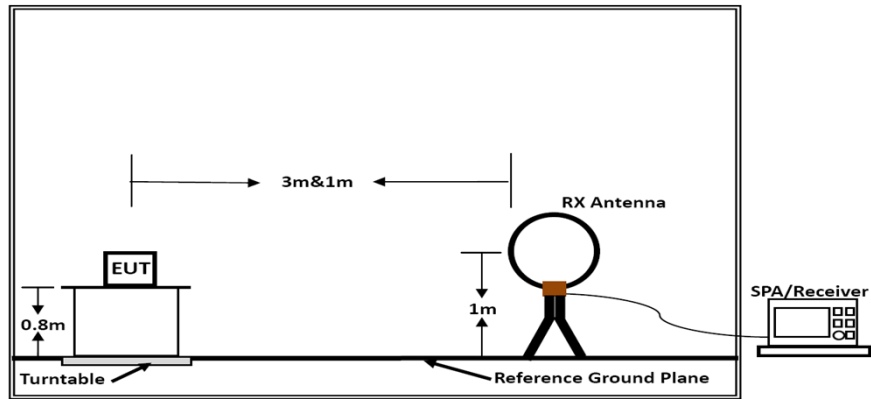 3m&1m
RX Antenna
EUT
SPA/Receiver
0.8m
1m
Turntable
Reference Ground Plane